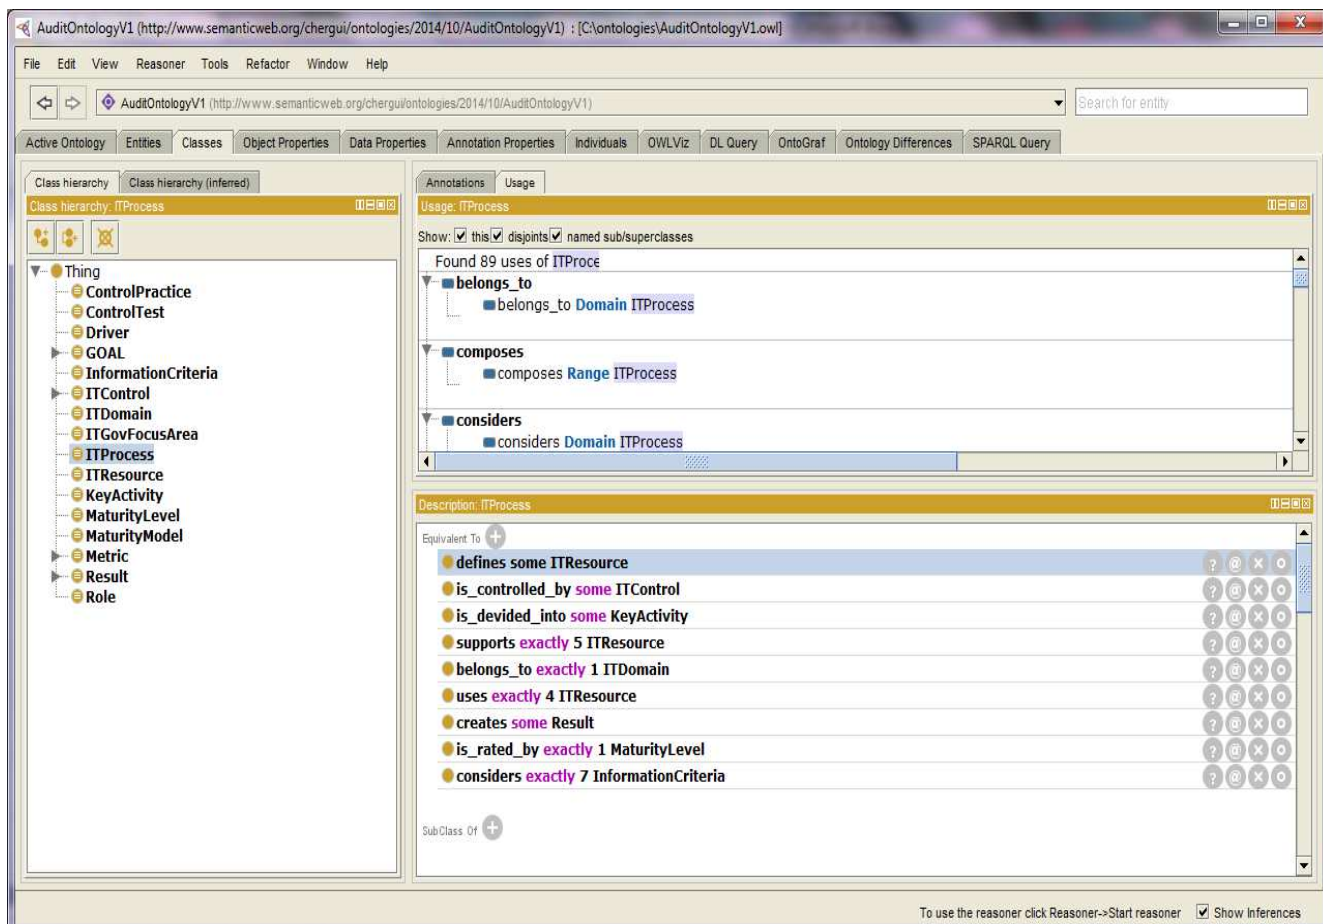 AuditOntologyV1 (http://www.semanticweb.org/chergui/ontologies/2014/10/AuditOntologyV1) : [C:\ontologies\AuditOntologyV1.owl]
File Edit View Reasoner Tools Refactor Window Help
AuditOntologyV1 (http://www.semanticweb.org/chergui/ontologies/2014/10/AuditOntologyV1)
Search for entity
Active Ontology Entities Classes Object Properties Data Properties Annotation Properties Individuals OWLViz DL Query OntoGraf Ontology Differences SPARQL Query
Class hierarchy Class hierarchy (inferred)
Class hierarchy: ITProcess
Thing
ControlPractice
ControlTest
Driver
GOAL
InformationCriteria
ITControl
ITDomain
ITGovFocusArea
ITProcess
ITResource
KeyActivity
MaturityLevel
MaturityModel
Metric
Result
Role
Annotations Usage
Usage: ITProcess
Show: this disjoints named sub/superclasses
Found 89 uses of ITProce
belongs_to
belongs_to Domain ITProcess
composes
composes Range ITProcess
considers
considers Domain ITProcess
Description: ITProcess
Equivalent To
defines some ITResource
is_controlled_by some ITControl
is_devided_into some KeyActivity
supports exactly 5 ITResource
belongs_to exactly 1 ITDomain
uses exactly 4 ITResource
creates some Result
is_rated_by exactly 1 MaturityLevel
considers exactly 7 InformationCriteria
SubClass Of
To use the reasoner click Reasoner->Start reasoner Show Inferences